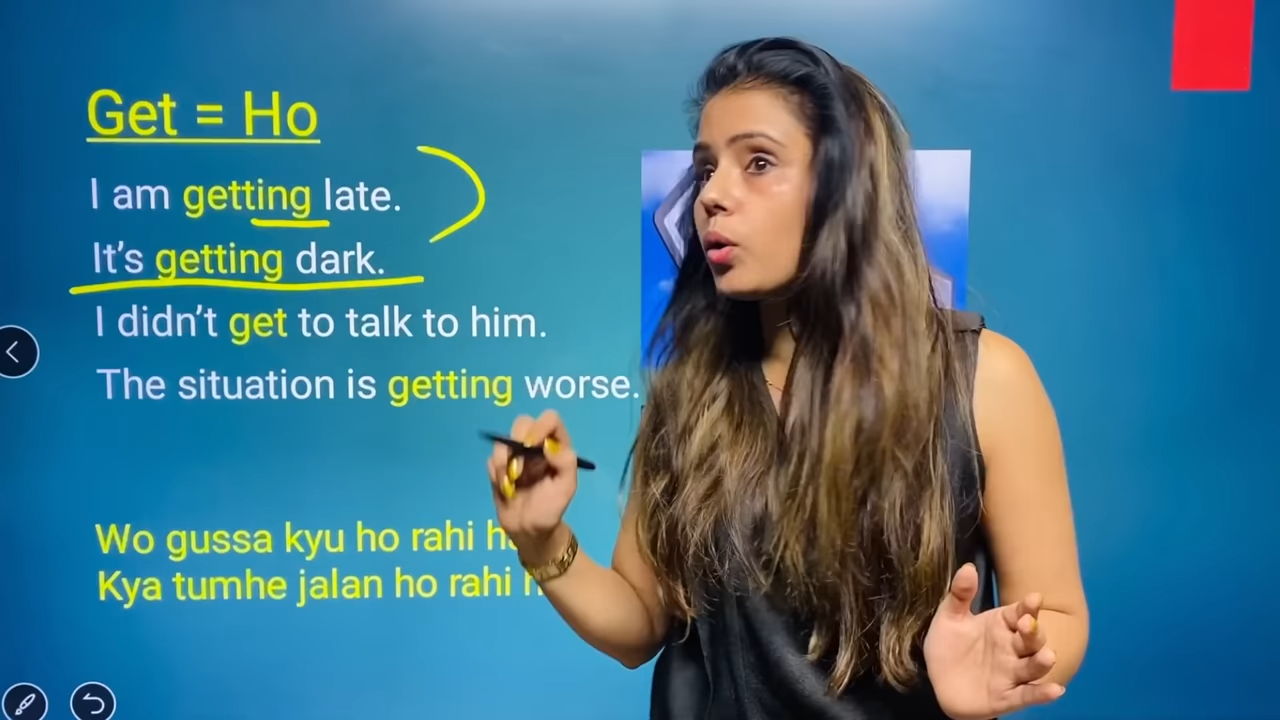 Get = Ho
I am getting late.
It's getting dark.
I didn't get to talk to him.
The situation is getting worse.
Wo gussa kyu ho rahi
Kya tumhe jalan ho rahi